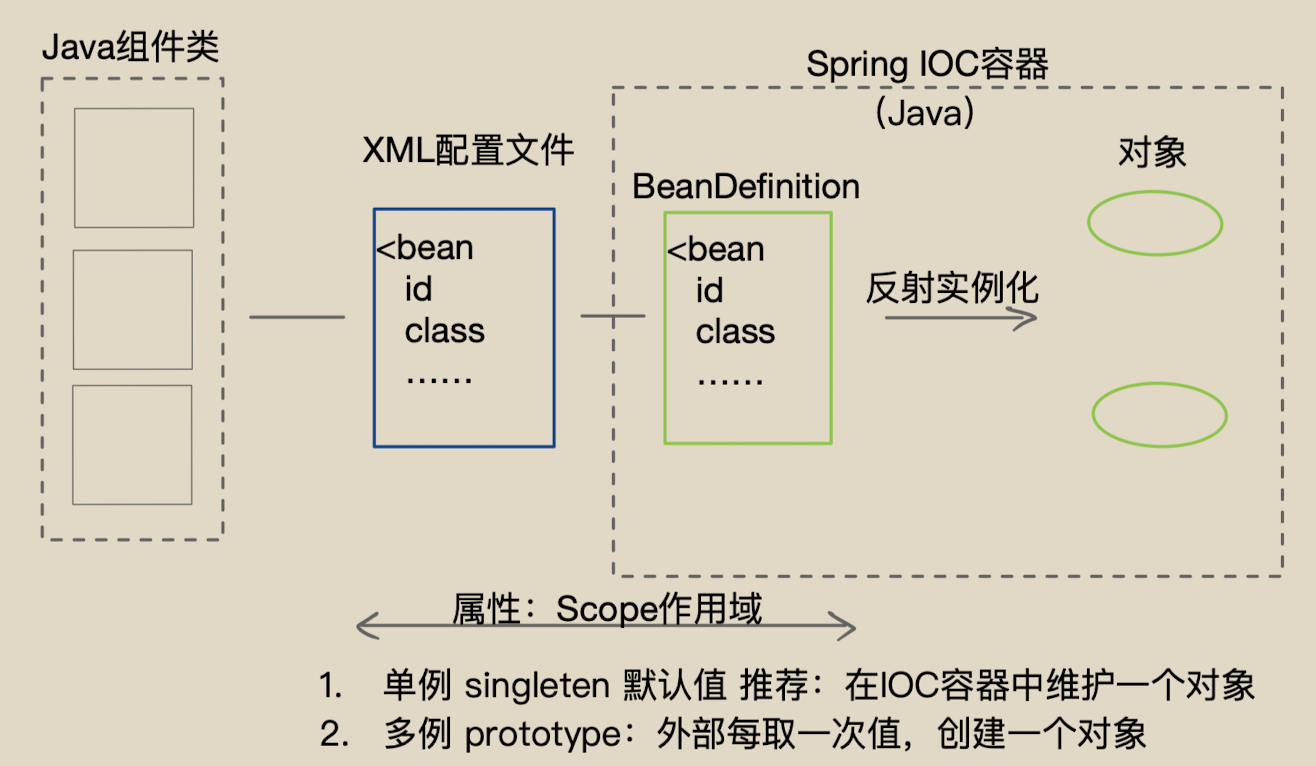 Java组件类
Spring IOC容器
（Java）
XML配置文件
对象
BeanDefinition
<bean
id
class
……
<bean
id
class
……
反射实例化
属性：Scope作用域
1. 单例 singleten 默认值 推荐：在IOC容器中维护一个对象
2. 多例 prototype：外部每取一次值，创建一个对象